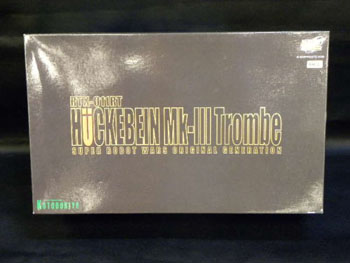 RTX-011RT
HÜCKEBEIN Mk-III Trombe
SUPER ROBOT WARS ORIGINAL GENERATION
KOTOBUKIYA